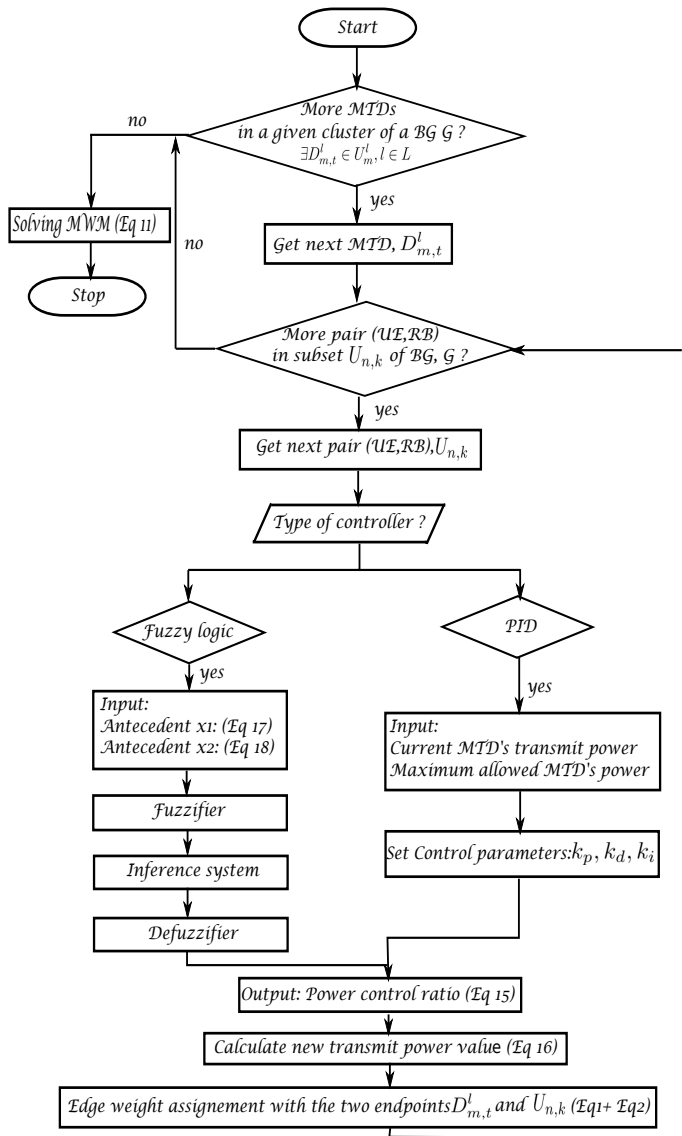 Start
More MTDs
in a given cluster of a BG G ?
∃D^l_{m,t} ∈ U^l_m, l ∈ L
no
yes
Solving MWM (Eq 11)
Get next MTD, D^l_{m,t}
no
Stop
More pair (UE,RB)
in subset U_{n,k} of BG, G ?
yes
Get next pair (UE,RB),U_{n,k}
Type of controller ?
Fuzzy logic
PID
yes
yes
Input:
Antecedent x1: (Eq 17)
Antecedent x2: (Eq 18)
Input:
Current MTD's transmit power
Maximum allowed MTD's power
Fuzzifier
Set Control parameters:k_p, k_d, k_i
Inference system
Defuzzifier
Output: Power control ratio (Eq 15)
Calculate new transmit power value (Eq 16)
Edge weight assignement with the two endpoints D^l_{m,t} and U_{n,k} (Eq1+ Eq2)